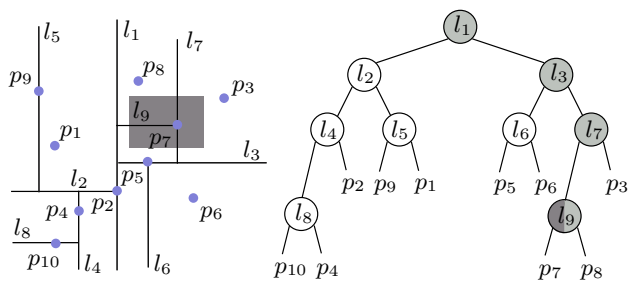 l₅
l₁
l₇
p₉
p₈
p₃
l₉
p₁
p₇
l₃
p₅
l₂
p₂
p₄
p₆
l₈
p₁₀
l₄
l₆
l₁
l₂
l₃
l₄
l₅
l₆
l₇
p₂
p₉
p₁
p₅
p₆
p₃
l₈
l₉
p₁₀
p₄
p₇
p₈